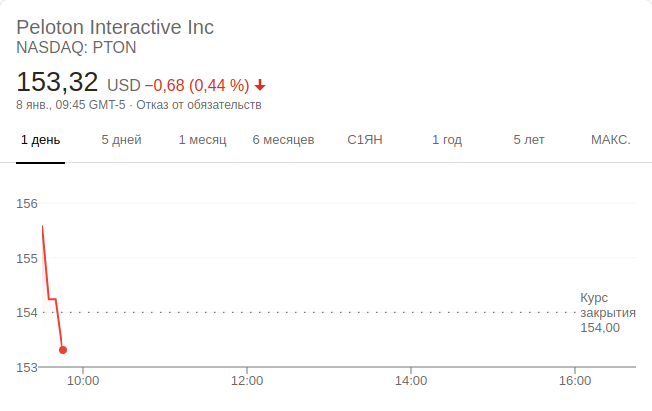 Peloton Interactive Inc
NASDAQ: PTON
153,32 USD −0,68 (0,44 %)
8 янв., 09:45 GMT-5 · Отказ от обязательств
1 день 5 дней 1 месяц 6 месяцев С1ЯН 1 год 5 лет МАКС.
156
155
Курс
154 закрытия
154,00
153
10:00 12:00 14:00 16:00